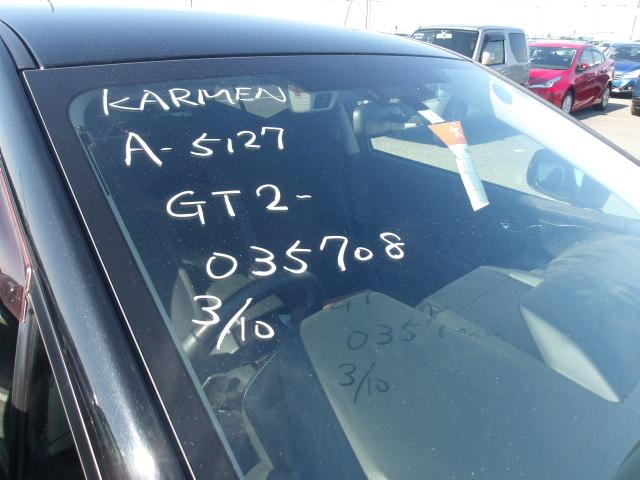 KARMEN
A-5127
GT2-
035708
3/10